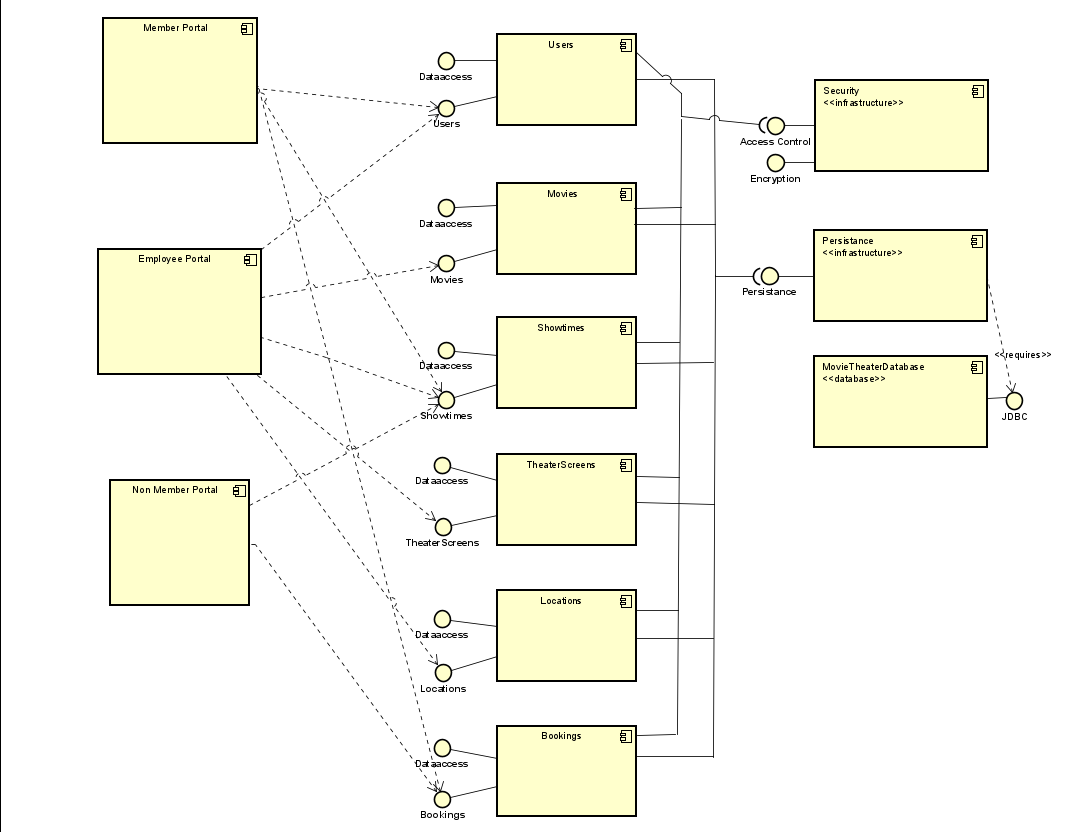 Member Portal
Users
Dataaccess
Users
Security
<<infrastructure>>
Access Control
Encryption
Movies
Dataaccess
Movies
Employee Portal
Persistance
<<infrastructure>>
Persistance
Showtimes
Dataaccess
Showtimes
<<requires>>
MovieTheaterDatabase
<<database>>
JDBC
TheaterScreens
Dataaccess
TheaterScreens
Non Member Portal
Locations
Dataaccess
Locations
Bookings
Dataaccess
Bookings